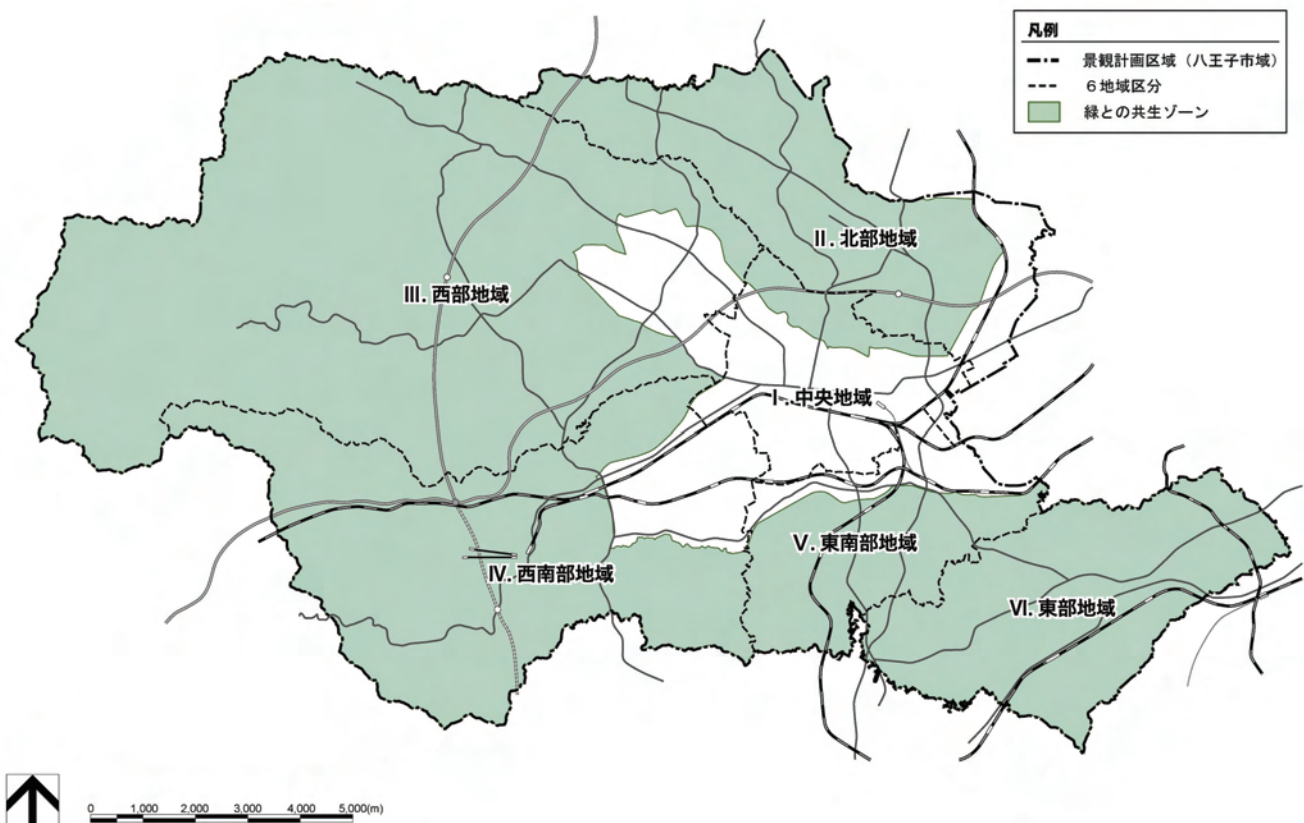 凡例
景観計画区域（八王子市域）
６地域区分
緑との共生ゾーン
Ⅱ. 北部地域
Ⅲ. 西部地域
Ⅰ. 中央地域
Ⅴ. 東南部地域
Ⅳ. 西南部地域
Ⅵ. 東部地域
0 1,000 2,000 3,000 4,000 5,000(m)